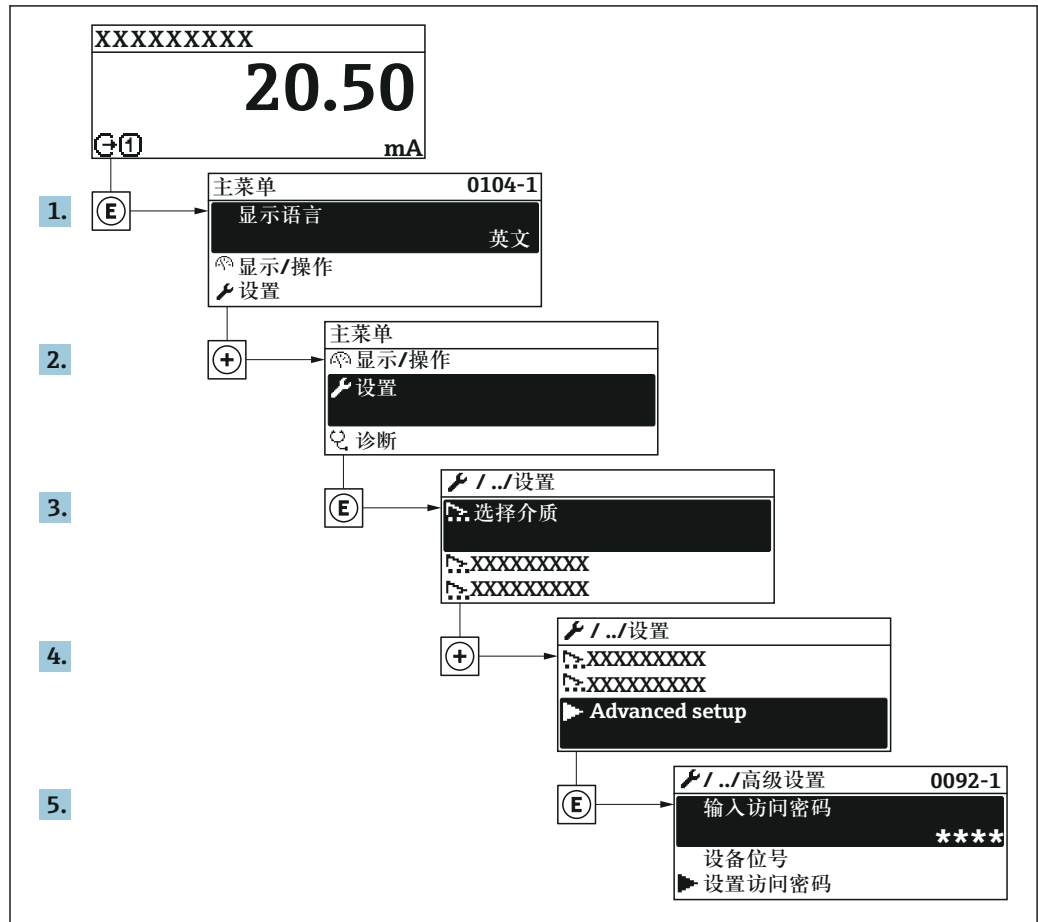 XXXXXXXXX
20.50
mA
1.
E
主菜单 0104-1
显示语言
英文
显示/操作
设置
2.
+
主菜单
显示/操作
设置
诊断
3.
E
/ ../设置
选择介质
XXXXXXXXX
XXXXXXXXX
4.
+
/ ../设置
XXXXXXXXX
XXXXXXXXX
Advanced setup
5.
E
/ ../高级设置 0092-1
输入访问密码
****
设备位号
设置访问密码